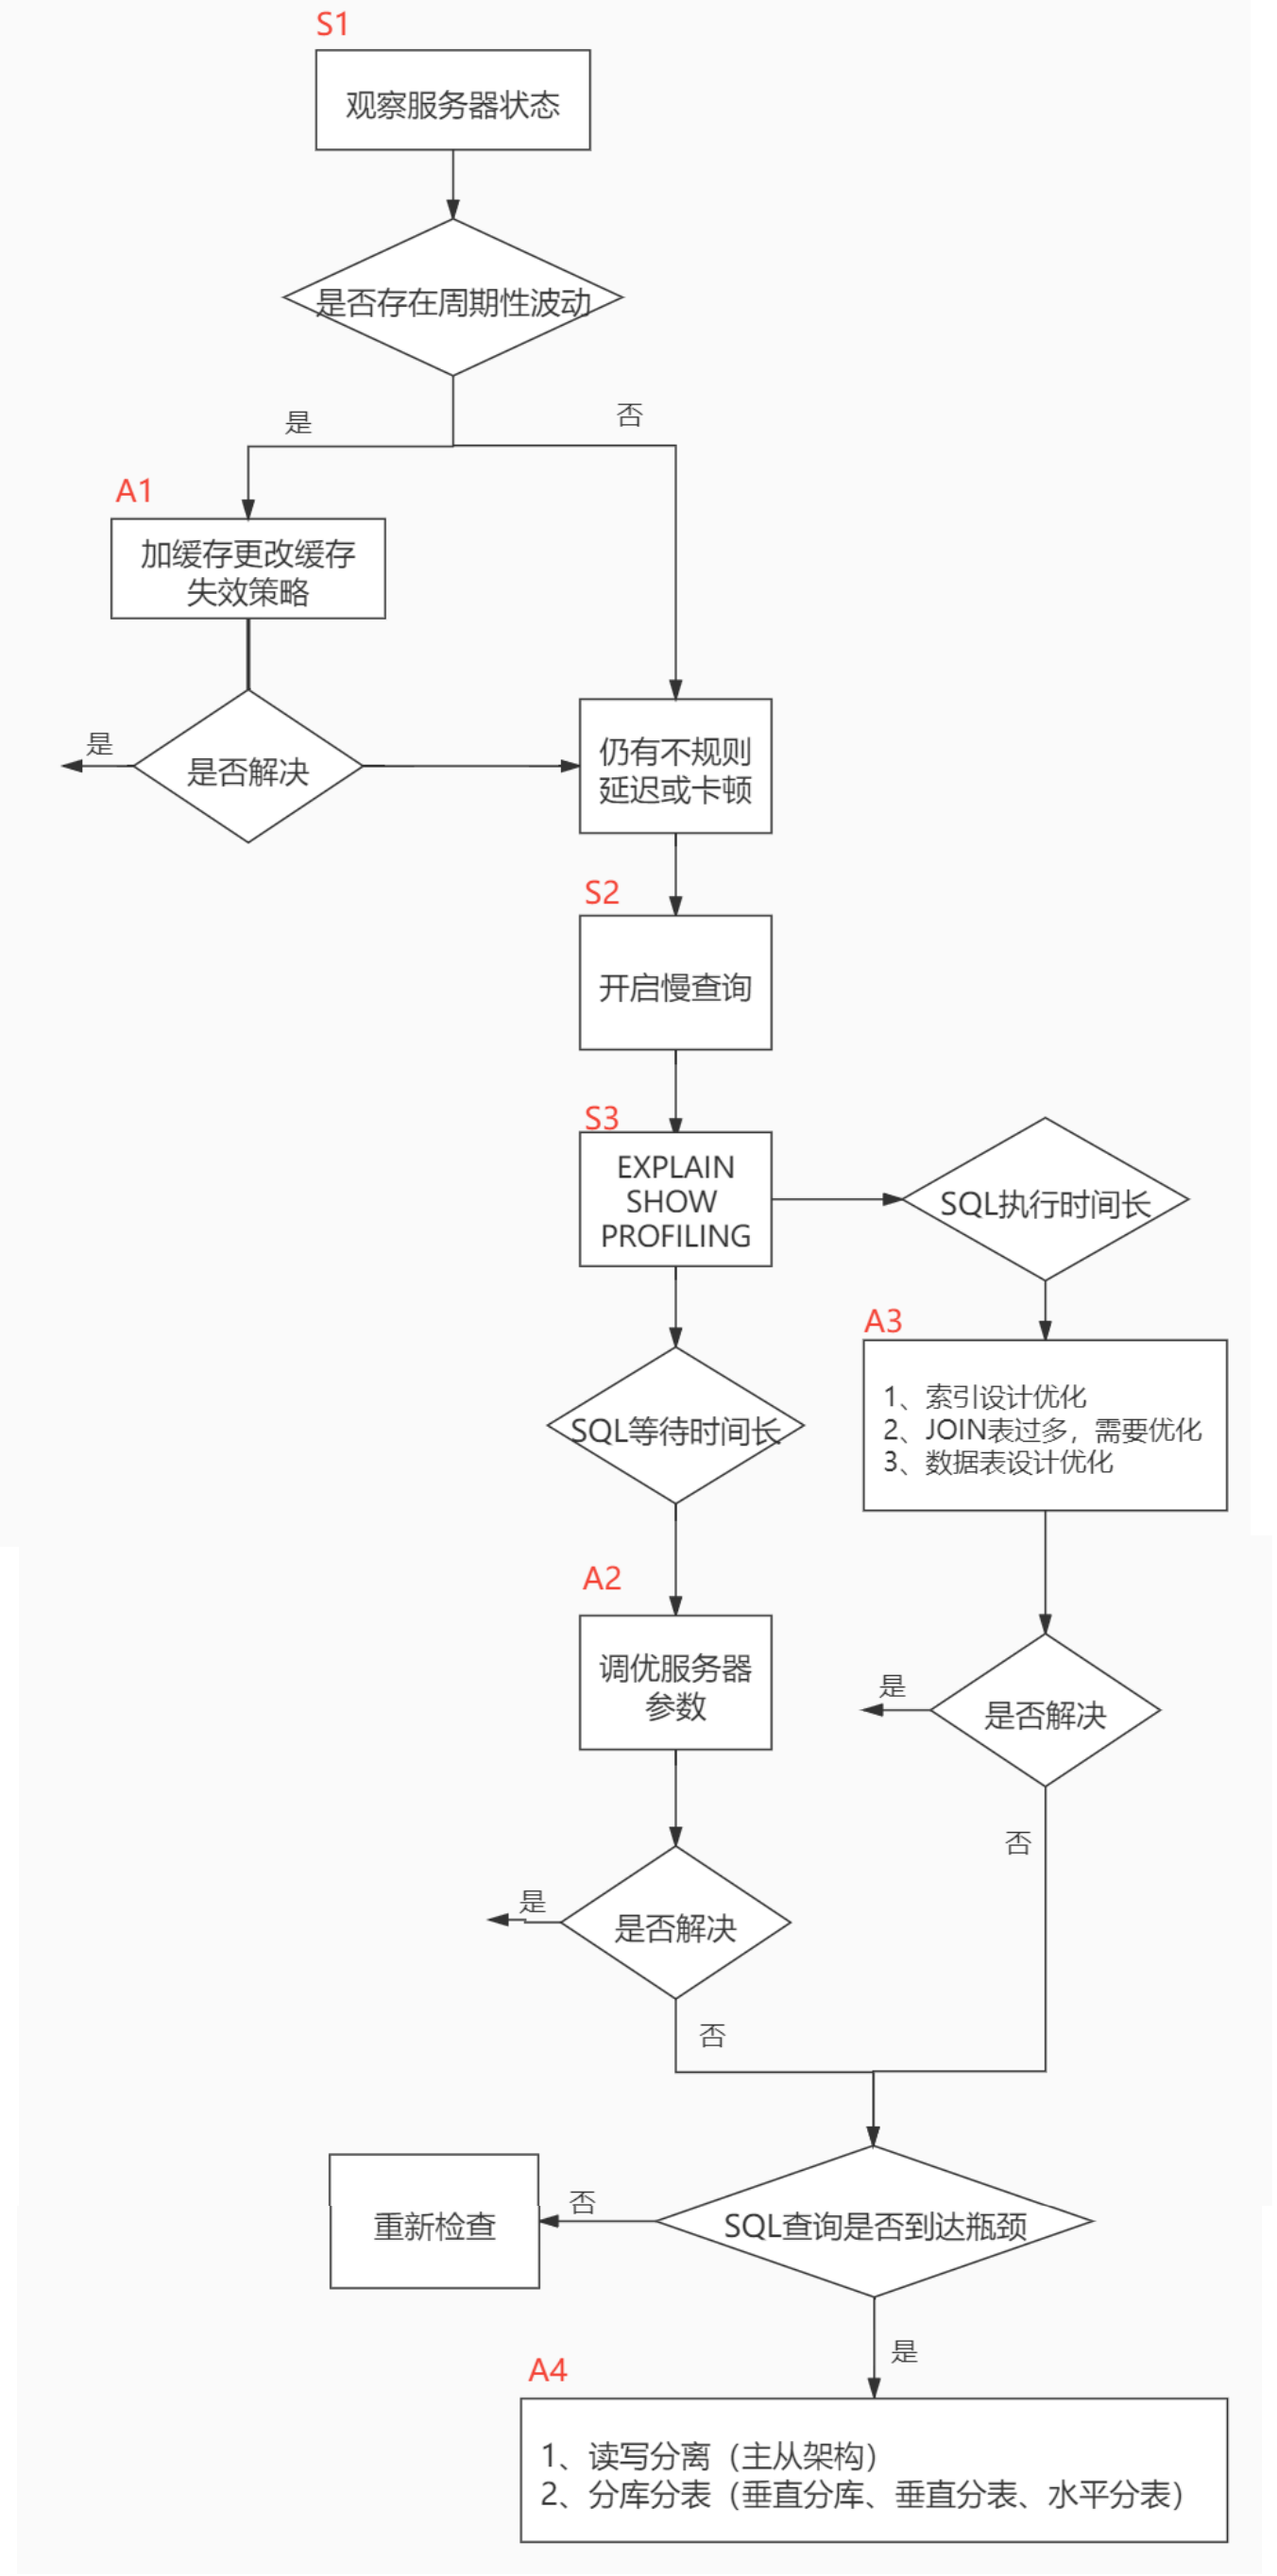 S1
观察服务器状态
是否存在周期性波动
是
否
A1
加缓存更改缓存
失效策略
是
是否解决
仍有不规则
延迟或卡顿
S2
开启慢查询
S3
EXPLAIN
SHOW
PROFILING
SQL执行时间长
A3
1、索引设计优化
2、JOIN表过多，需要优化
3、数据表设计优化
SQL等待时间长
A2
调优服务器
参数
是
是否解决
否
是
是否解决
否
SQL查询是否到达瓶颈
否
重新检查
是
A4
1、读写分离（主从架构）
2、分库分表（垂直分库、垂直分表、水平分表）